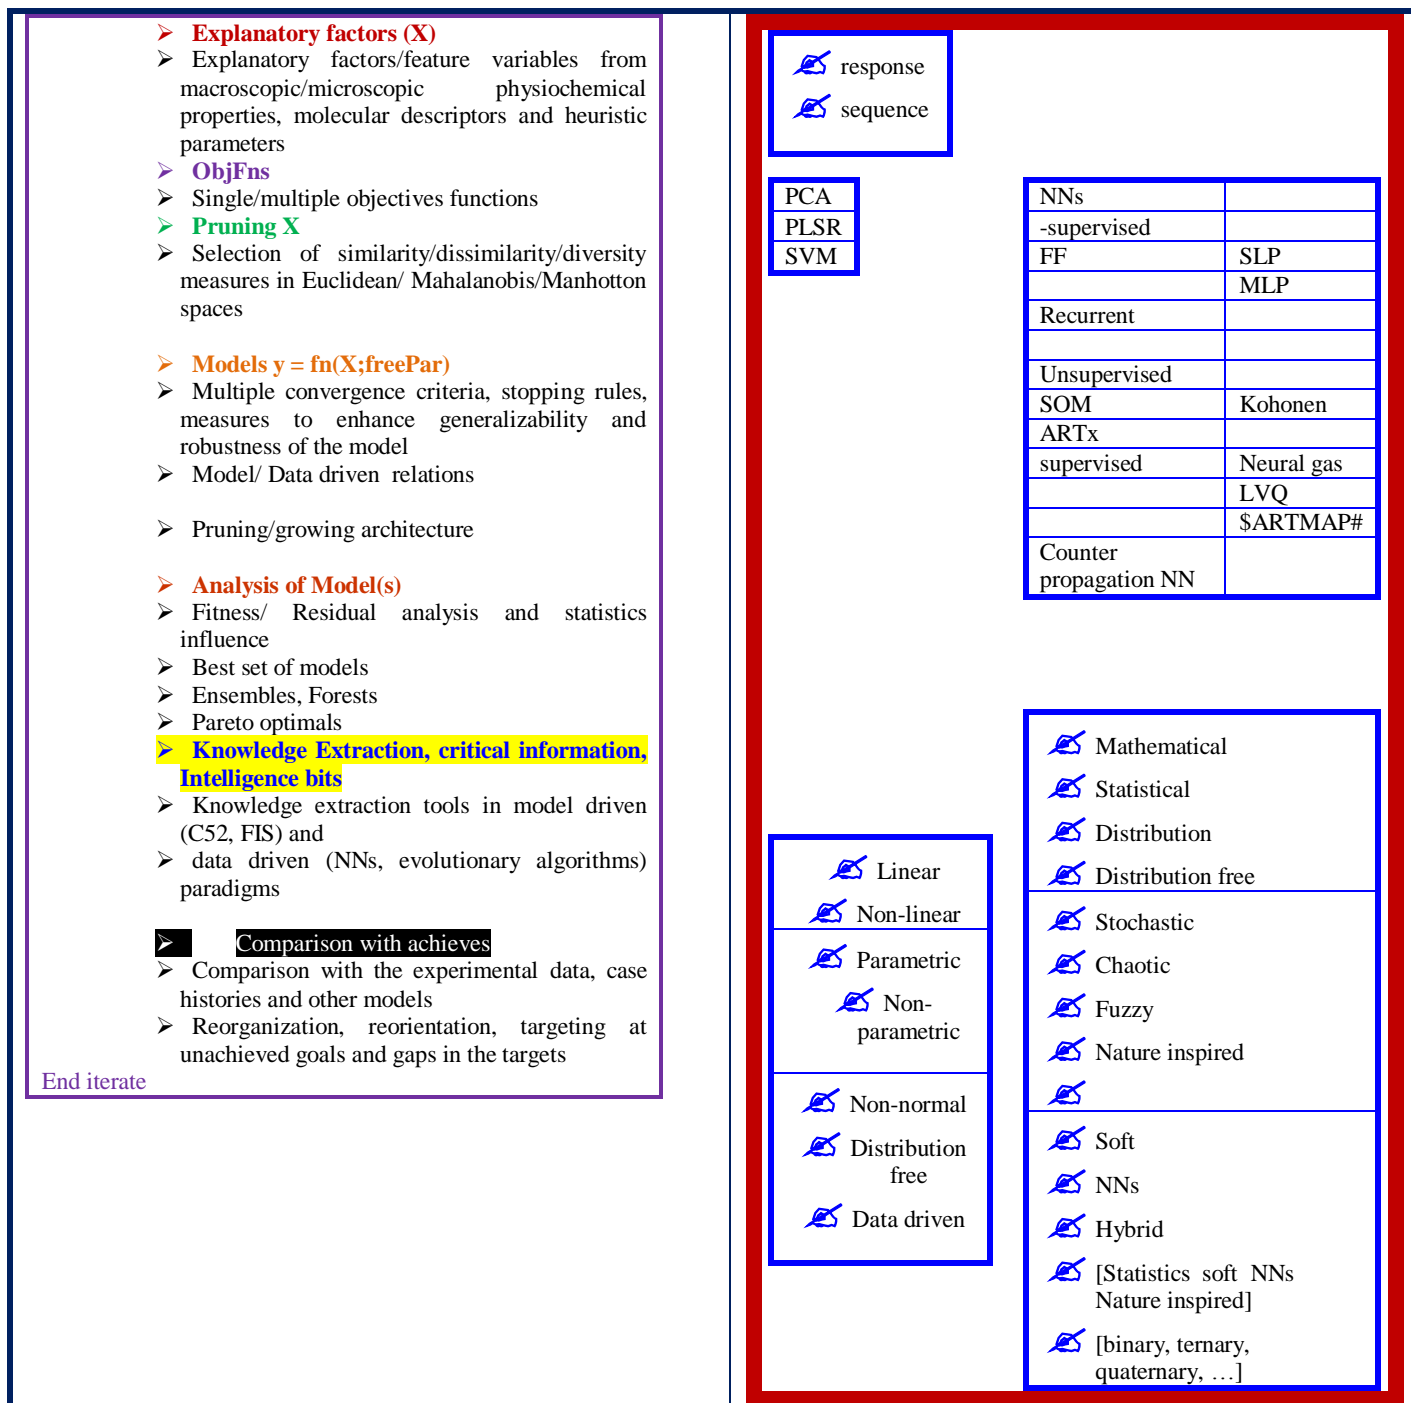 ➢ Explanatory factors (X)
➢ Explanatory factors/feature variables from
macroscopic/microscopic physiochemical
properties, molecular descriptors and heuristic
parameters
➢ ObjFns
➢ Single/multiple objectives functions
➢ Pruning X
➢ Selection of similarity/dissimilarity/diversity
measures in Euclidean/ Mahalanobis/Manhotton
spaces
➢ Models y = fn(X;freePar)
➢ Multiple convergence criteria, stopping rules,
measures to enhance generalizability and
robustness of the model
➢ Model/ Data driven relations
➢ Pruning/growing architecture
➢ Analysis of Model(s)
➢ Fitness/ Residual analysis and statistics
influence
➢ Best set of models
➢ Ensembles, Forests
➢ Pareto optimals
➢ Knowledge Extraction, critical information,
Intelligence bits
➢ Knowledge extraction tools in model driven
(C52, FIS) and
➢ data driven (NNs, evolutionary algorithms)
paradigms
➢ Comparison with achieves
➢ Comparison with the experimental data, case
histories and other models
➢ Reorganization, reorientation, targeting at
unachieved goals and gaps in the targets
End iterate
response
sequence
PCA
PLSR
SVM
NNs
-supervised
FF SLP
MLP
Recurrent
Unsupervised
SOM Kohonen
ARTx
supervised Neural gas
LVQ
$ARTMAP#
Counter
propagation NN
Linear
Non-linear
Parametric
Non-
parametric
Non-normal
Distribution
free
Data driven
Mathematical
Statistical
Distribution
Distribution free
Stochastic
Chaotic
Fuzzy
Nature inspired
Soft
NNs
Hybrid
[Statistics soft NNs
Nature inspired]
[binary, ternary,
quaternary, …]